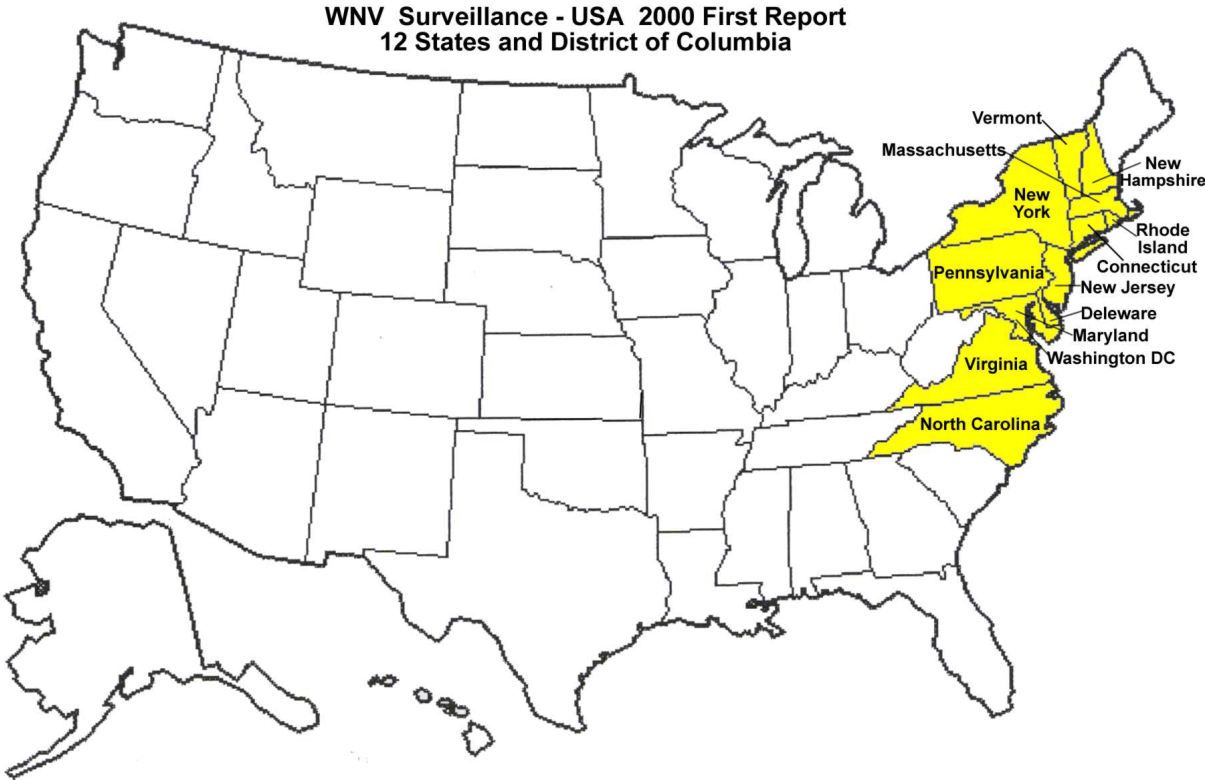 WNV Surveillance - USA 2000 First Report
12 States and District of Columbia
Vermont
Massachusetts
New
Hampshire
New
York
Rhode
Island
Connecticut
Pennsylvania
New Jersey
Deleware
Maryland
Washington DC
Virginia
North Carolina